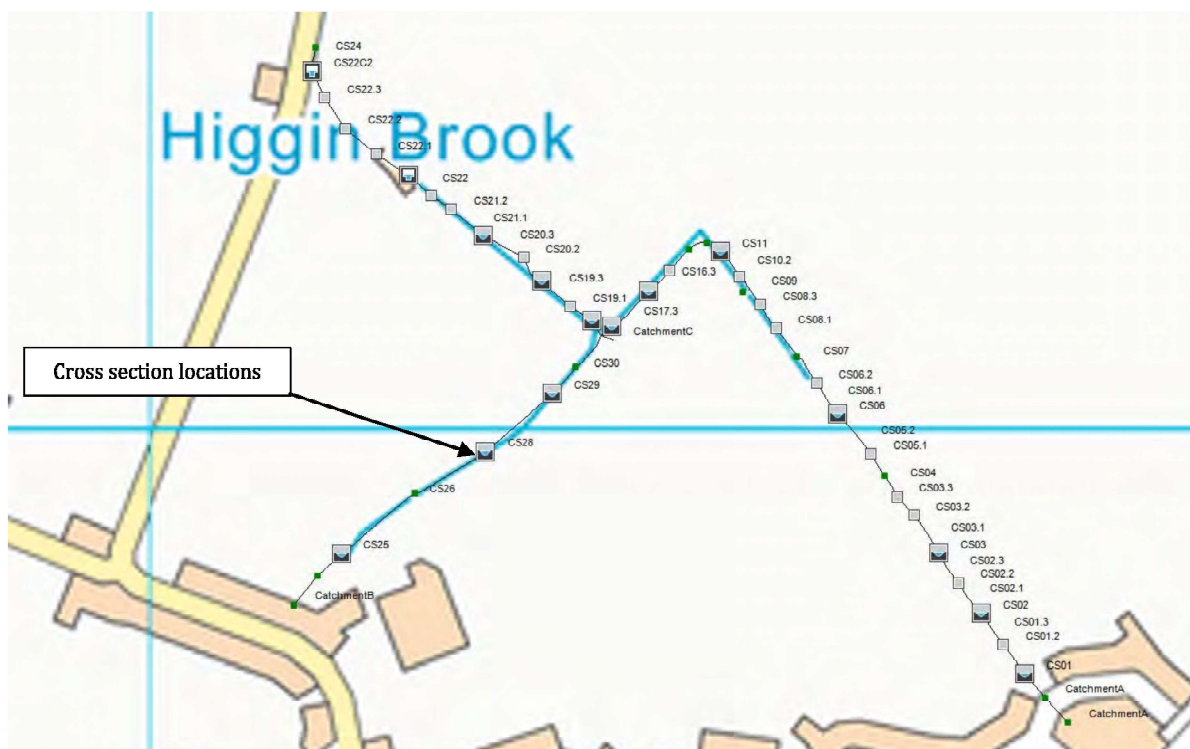 CS24
CS22C2
CS22.3
CS22.2
Higgin Brook
CS22.1
CS22
CS21.2
CS21.1
CS20.3
CS20.2
CS19.3
CS19.1
CatchmentC
CS17.3
CS16.3
CS11
CS10.2
CS09
CS08.3
CS08.1
CS07
CS06.2
CS06.1
CS06
CS05.2
CS05.1
CS04
CS03.3
CS03.2
CS03.1
CS03
CS02.3
CS02.2
CS02.1
CS02
CS01.3
CS01.2
CS01
CatchmentA
CatchmentA
CS30
CS29
Cross section locations
CS28
CS26
CS25
CatchmentB